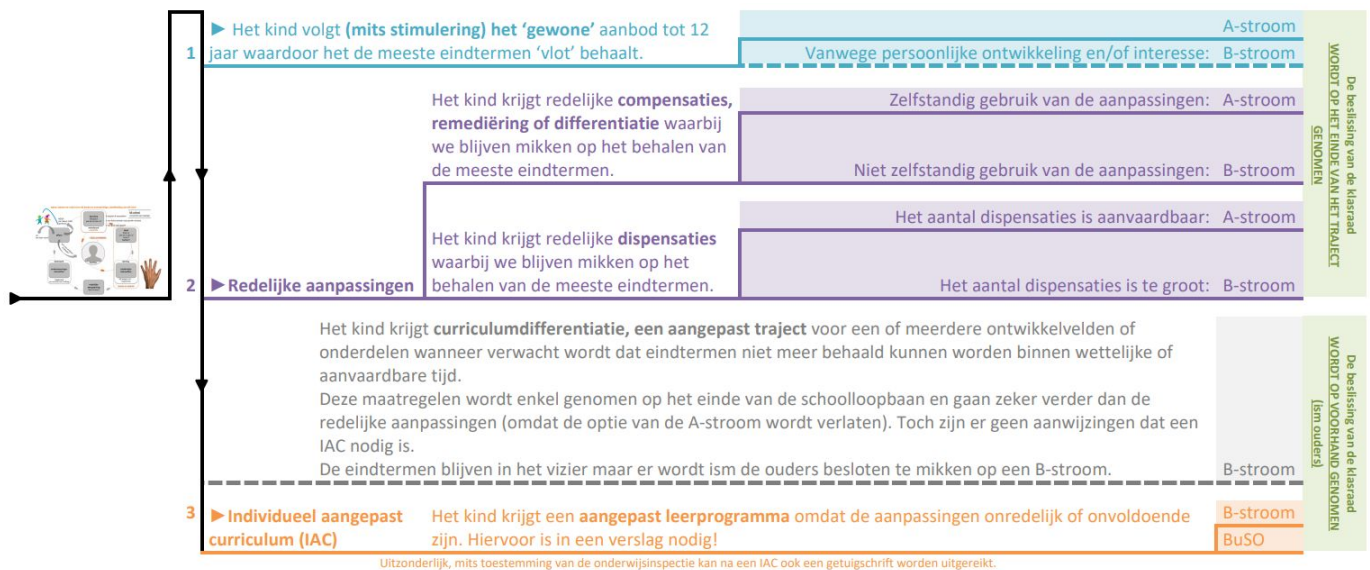 ► Het kind volgt (mits stimulering) het ‘gewone’ aanbod tot 12
1 jaar waardoor het de meeste eindtermen ‘vlot’ behaalt.
A-stroom
Vanwege persoonlijke ontwikkeling en/of interesse: B-stroom
Het kind krijgt redelijke compensaties,
remediëring of differentiatie waarbij
we blijven mikken op het behalen van
de meeste eindtermen.
Zelfstandig gebruik van de aanpassingen: A-stroom
Niet zelfstandig gebruik van de aanpassingen: B-stroom
Het kind krijgt redelijke dispensaties
waarbij we blijven mikken op het
behalen van de meeste eindtermen.
Het aantal dispensaties is aanvaardbaar: A-stroom
Het aantal dispensaties is te groot: B-stroom
2 ►Redelijke aanpassingen
De beslissing van de klasraad
WORDT OP HET EINDE VAN HET TRAJECT
GENOMEN
Het kind krijgt curriculumdifferentiatie, een aangepast traject voor een of meerdere ontwikkelvelden of
onderdelen wanneer verwacht wordt dat eindtermen niet meer behaald kunnen worden binnen wettelijke of
aanvaardbare tijd.
Deze maatregelen wordt enkel genomen op het einde van de schoolloopbaan en gaan zeker verder dan de
redelijke aanpassingen (omdat de optie van de A-stroom wordt verlaten). Toch zijn er geen aanwijzingen dat een
IAC nodig is.
De eindtermen blijven in het vizier maar er wordt ism de ouders besloten te mikken op een B-stroom.
B-stroom
3 ►Individueel aangepast
curriculum (IAC)
Het kind krijgt een aangepast leerprogramma omdat de aanpassingen onredelijk of onvoldoende
zijn. Hiervoor is in een verslag nodig!
B-stroom
BuSO
De beslissing van de klasraad
WORDT OP VOORHAND GENOMEN
(ism ouders)
Uitzonderlijk, mits toestemming van de onderwijsinspectie kan na een IAC ook een getuigschrift worden uitgereikt.